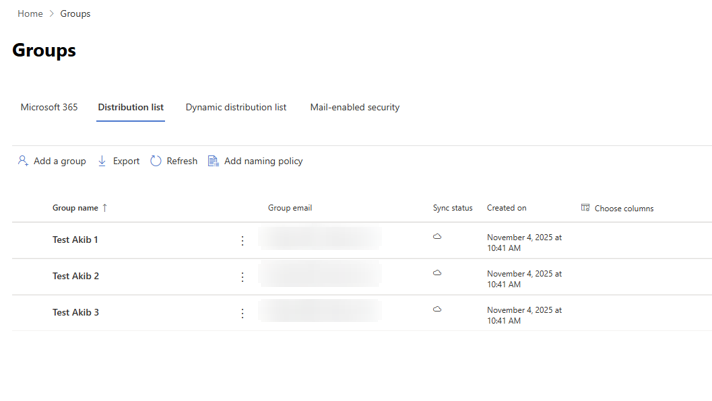 Home > Groups
Groups
Microsoft 365 Distribution list Dynamic distribution list Mail-enabled security
Add a group Export Refresh Add naming policy
Group name ↑ Group email Sync status Created on Choose columns
Test Akib 1 November 4, 2025 at
10:41 AM
Test Akib 2 November 4, 2025 at
10:41 AM
Test Akib 3 November 4, 2025 at
10:41 AM